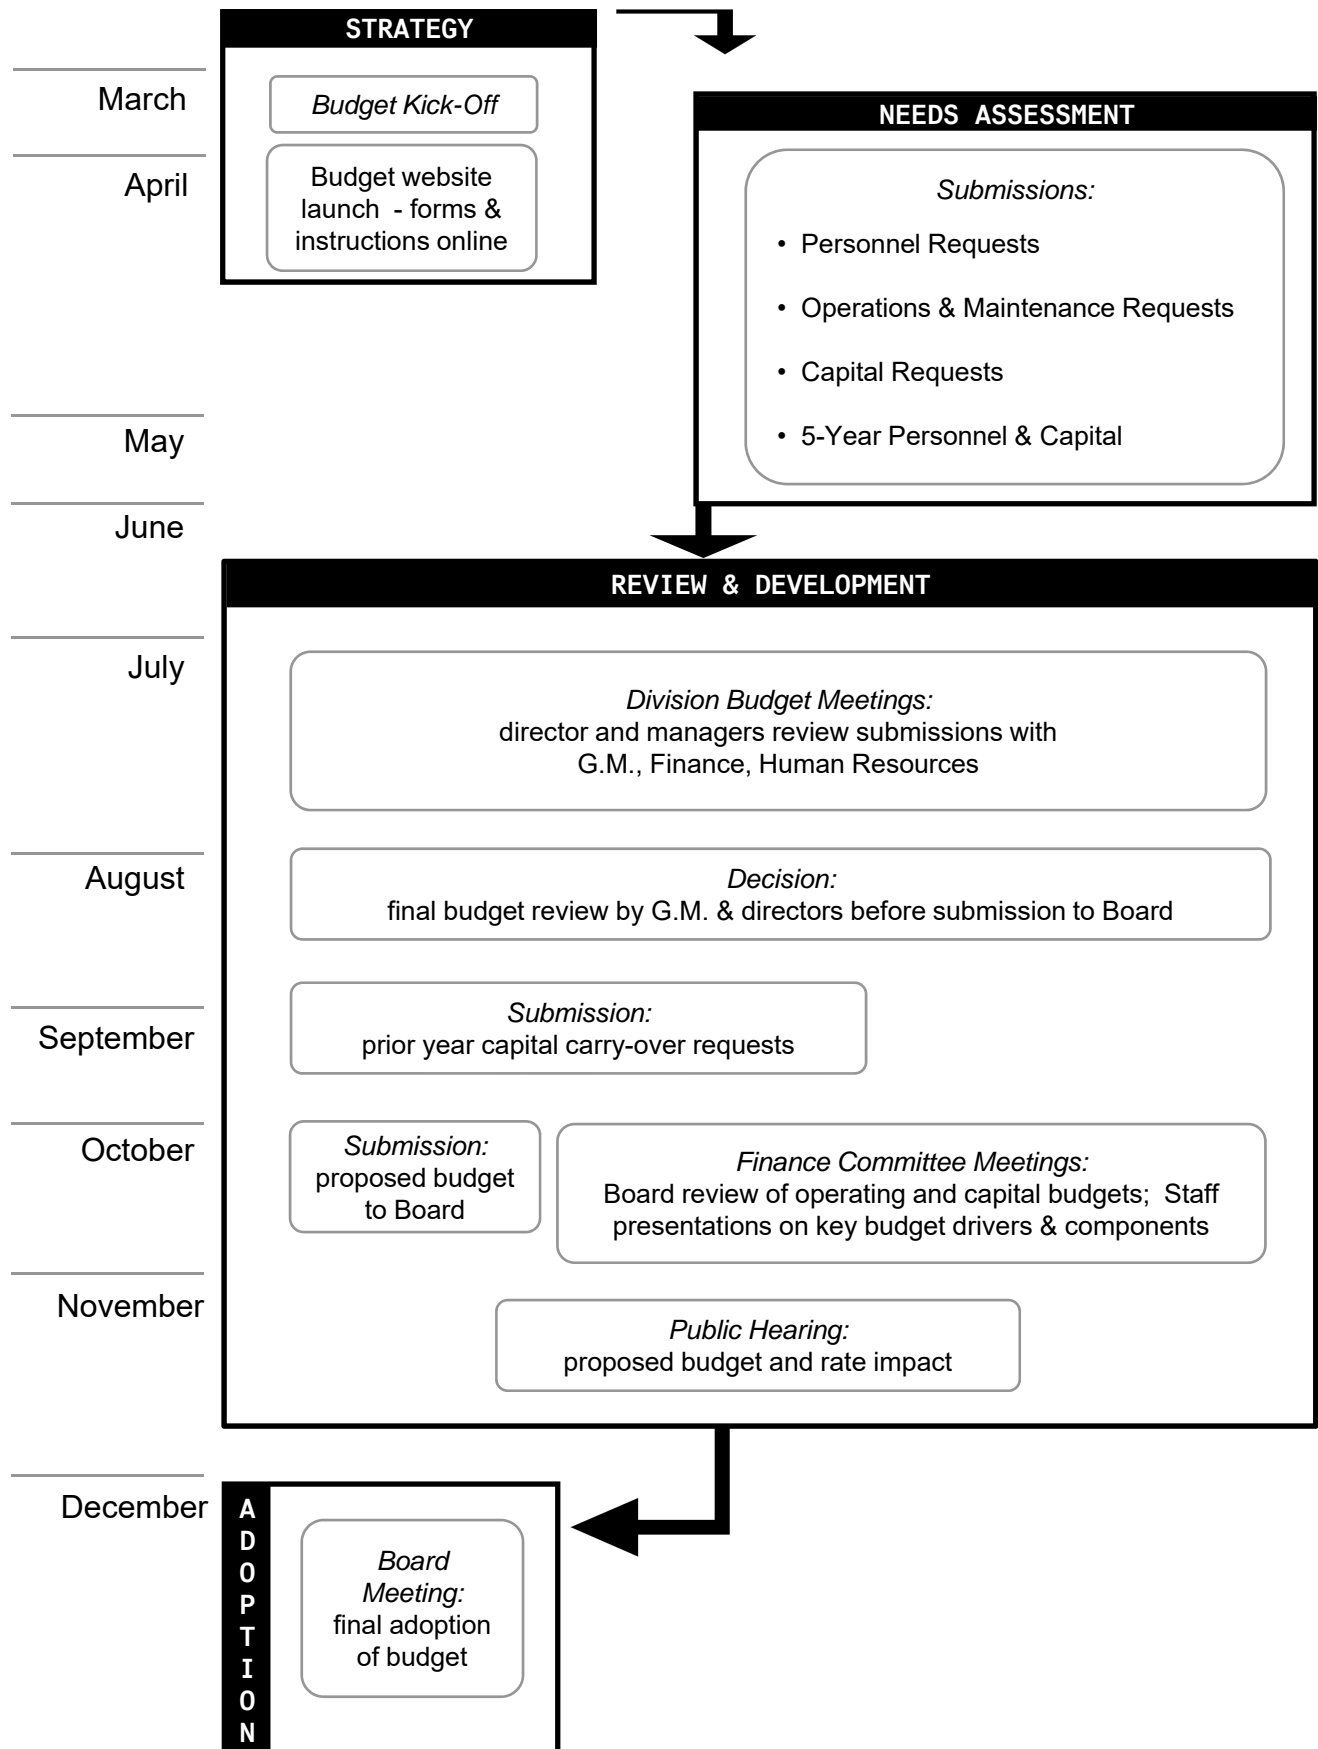 STRATEGY
March
Budget Kick-Off
NEEDS ASSESSMENT
April
Budget website
launch - forms &
instructions online
Submissions:
• Personnel Requests
• Operations & Maintenance Requests
• Capital Requests
• 5-Year Personnel & Capital
May
June
REVIEW & DEVELOPMENT
July
Division Budget Meetings:
director and managers review submissions with
G.M., Finance, Human Resources
August
Decision:
final budget review by G.M. & directors before submission to Board
September
Submission:
prior year capital carry-over requests
October
Submission:
proposed budget
to Board
Finance Committee Meetings:
Board review of operating and capital budgets; Staff
presentations on key budget drivers & components
November
Public Hearing:
proposed budget and rate impact
December
ADOPTION
Board
Meeting:
final adoption
of budget